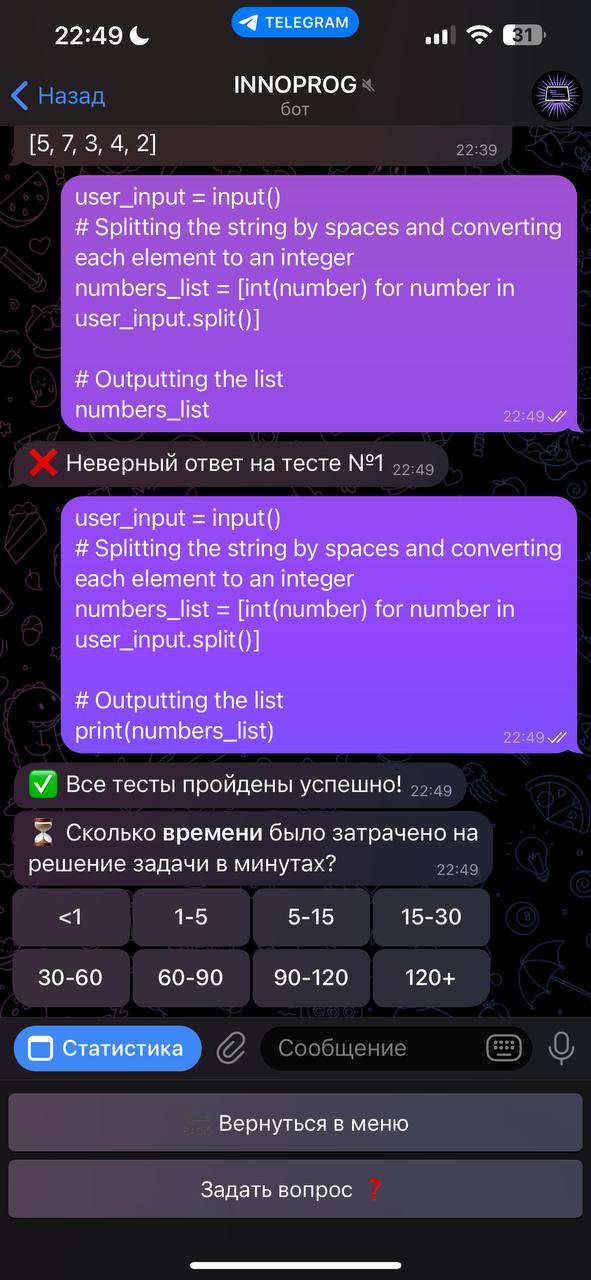 22:49
TELEGRAM
31
Назад
INNOPROG
бот
[5, 7, 3, 4, 2]
22:39
user_input = input()
# Splitting the string by spaces and converting
each element to an integer
numbers_list = [int(number) for number in
user_input.split()]
# Outputting the list
numbers_list
22:49
❌ Неверный ответ на тесте №1 22:49
user_input = input()
# Splitting the string by spaces and converting
each element to an integer
numbers_list = [int(number) for number in
user_input.split()]
# Outputting the list
print(numbers_list)
22:49
✅ Все тесты пройдены успешно! 22:49
⏳ Сколько времени было затрачено на
решение задачи в минутах?
22:49
<1 1-5 5-15 15-30
30-60 60-90 90-120 120+
Статистика
Сообщение
Вернуться в меню
Задать вопрос ❓